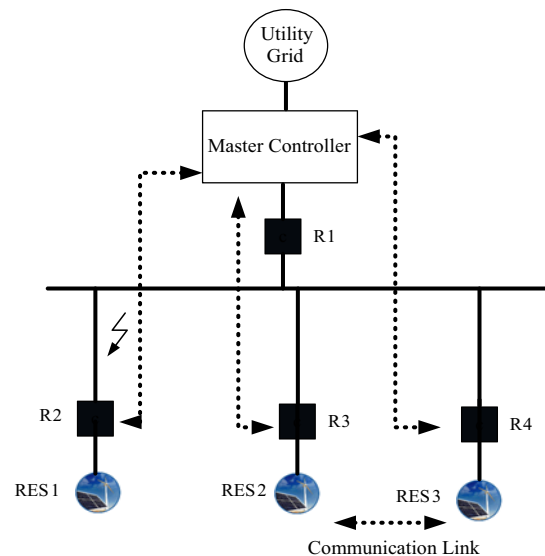 Utility
Grid
Master Controller
R1
R2
R3
R4
RES1
RES2
RES3
Communication Link